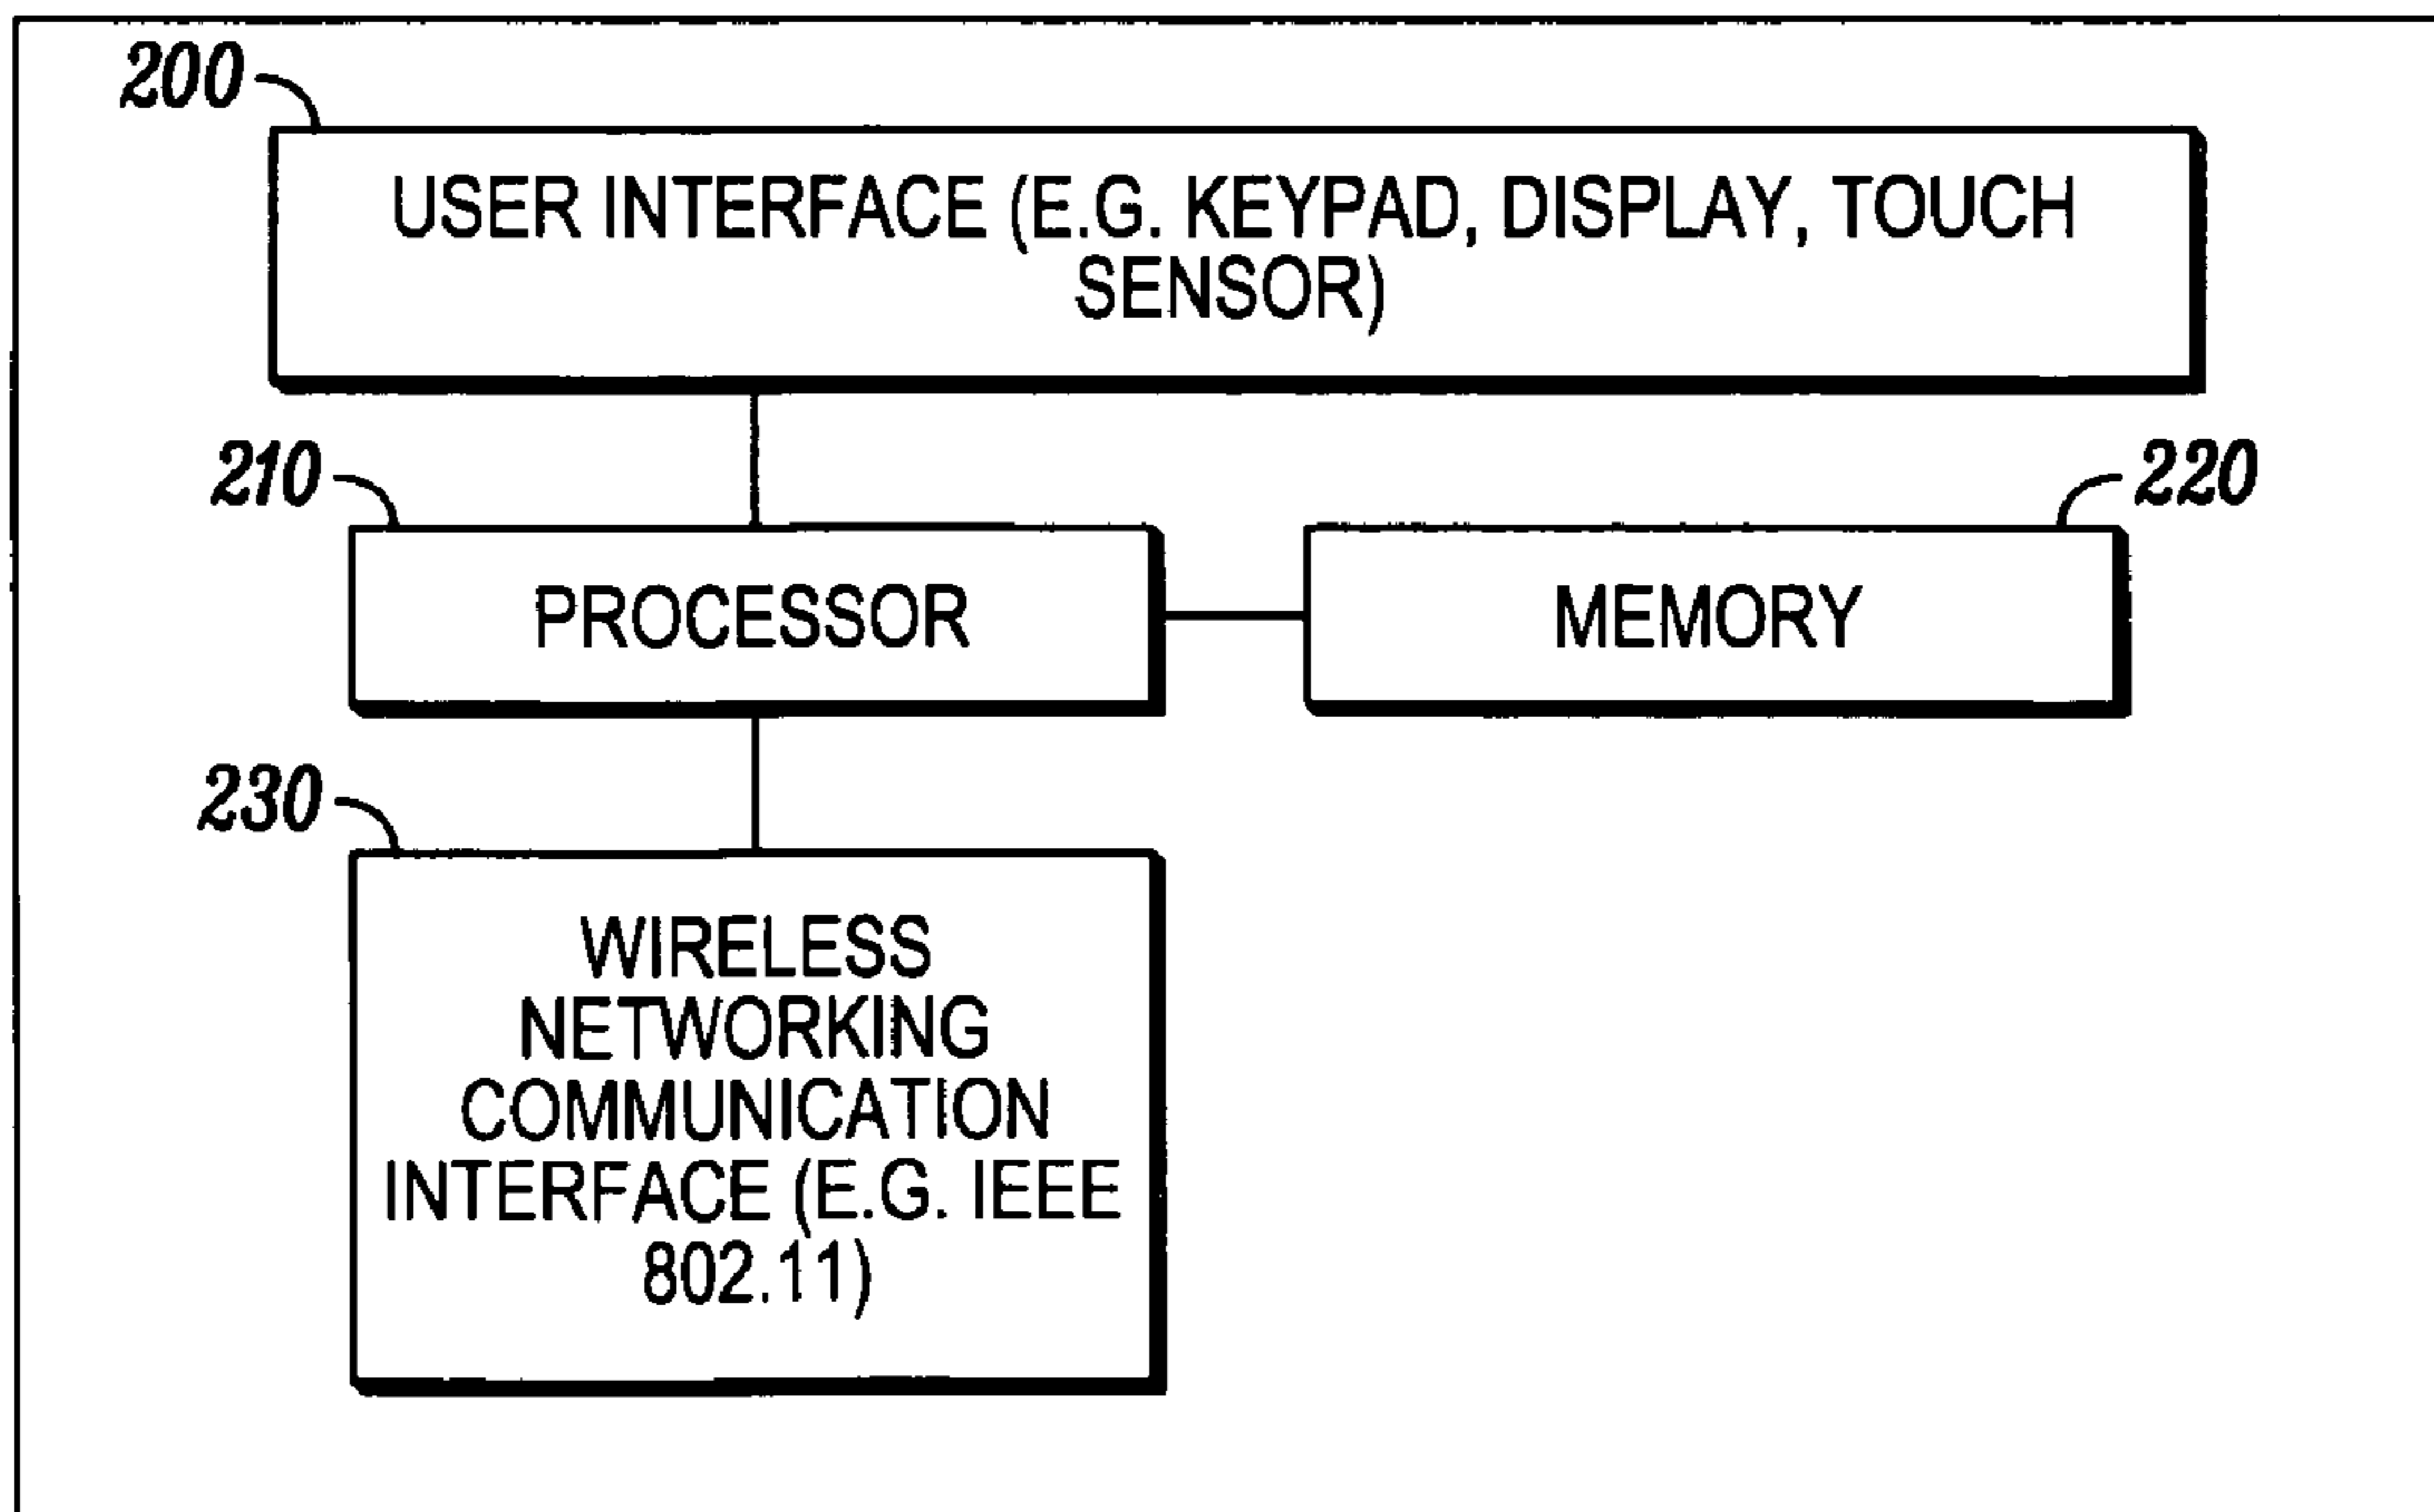 200
USER INTERFACE (E.G. KEYPAD, DISPLAY, TOUCH
SENSOR)
210
220
PROCESSOR
MEMORY
230
WIRELESS
NETWORKING
COMMUNICATION
INTERFACE (E.G. IEEE
802.11)